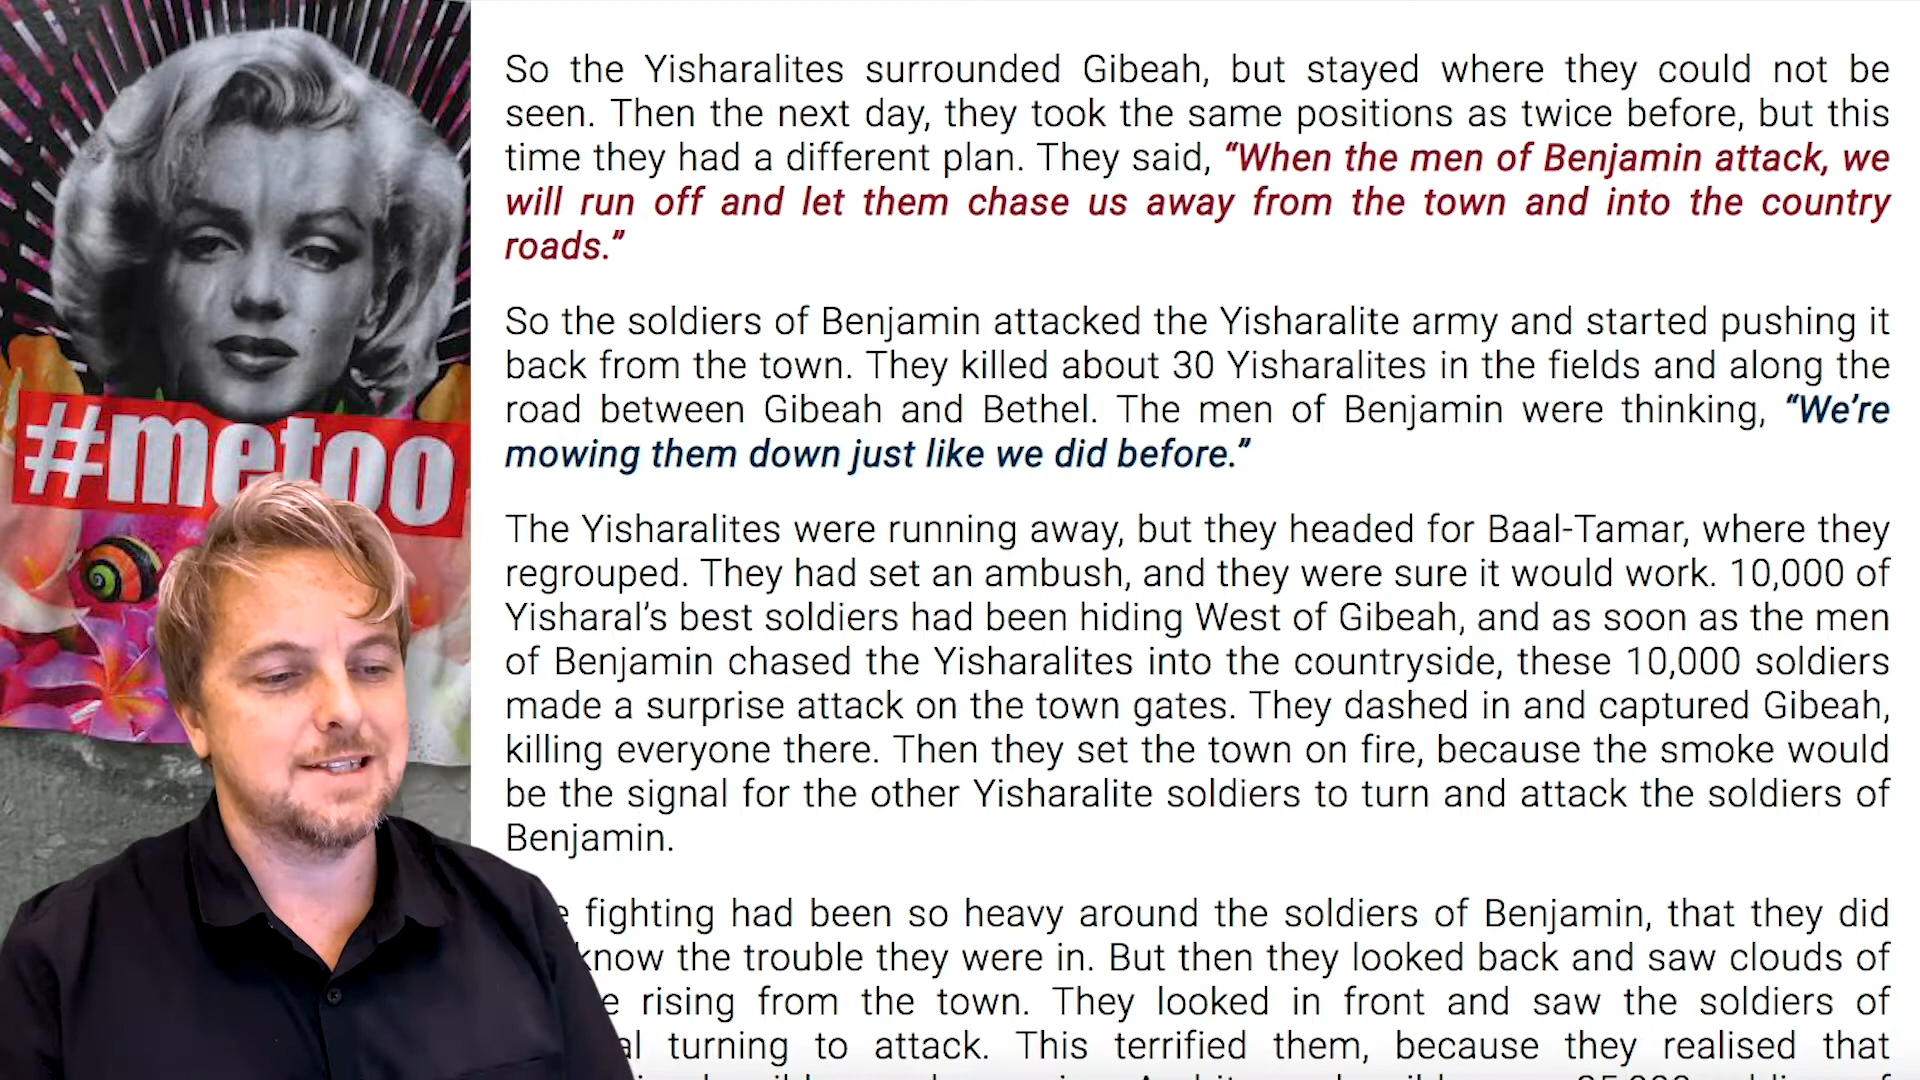 So the Yisharalites surrounded Gibeah, but stayed where they could not be
seen. Then the next day, they took the same positions as twice before, but this
time they had a different plan. They said, “When the men of Benjamin attack, we
will run off and let them chase us away from the town and into the country
roads.”
So the soldiers of Benjamin attacked the Yisharalite army and started pushing it
back from the town. They killed about 30 Yisharalites in the fields and along the
road between Gibeah and Bethel. The men of Benjamin were thinking, “We’re
mowing them down just like we did before.”
The Yisharalites were running away, but they headed for Baal-Tamar, where they
regrouped. They had set an ambush, and they were sure it would work. 10,000 of
Yisharal’s best soldiers had been hiding West of Gibeah, and as soon as the men
of Benjamin chased the Yisharalites into the countryside, these 10,000 soldiers
made a surprise attack on the town gates. They dashed in and captured Gibeah,
killing everyone there. Then they set the town on fire, because the smoke would
be the signal for the other Yisharalite soldiers to turn and attack the soldiers of
Benjamin.
fighting had been so heavy around the soldiers of Benjamin, that they did
know the trouble they were in. But then they looked back and saw clouds of
rising from the town. They looked in front and saw the soldiers of
turning to attack. This terrified them, because they realised that
#metoo